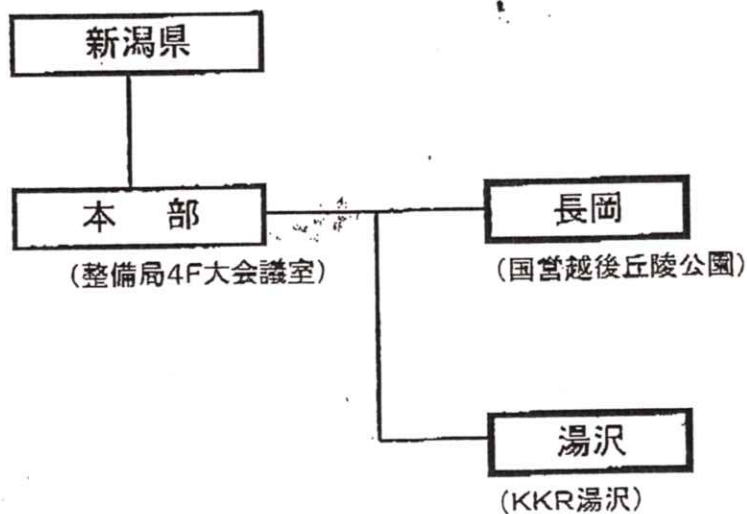 新潟県
本　部
(整備局4F大会議室)
長岡
(国営越後丘陵公園)
湯沢
(KKR湯沢)